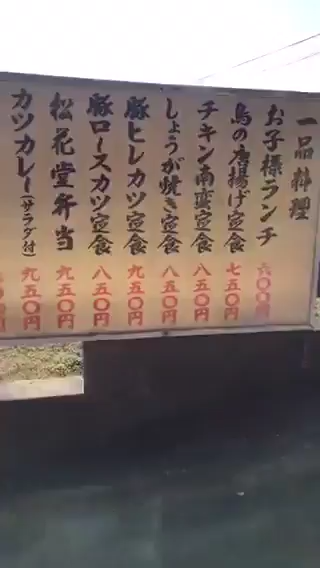 一品料理
お子様ランチ 六〇〇円
鳥の唐揚げ定食 七五〇円
チキン南蛮定食 八五〇円
しょうが焼き定食 八五〇円
豚ヒレカツ定食 九五〇円
豚ロースカツ定食 八五〇円
松花堂弁当 九五〇円
カツカレー(サラダ付) 九五〇円